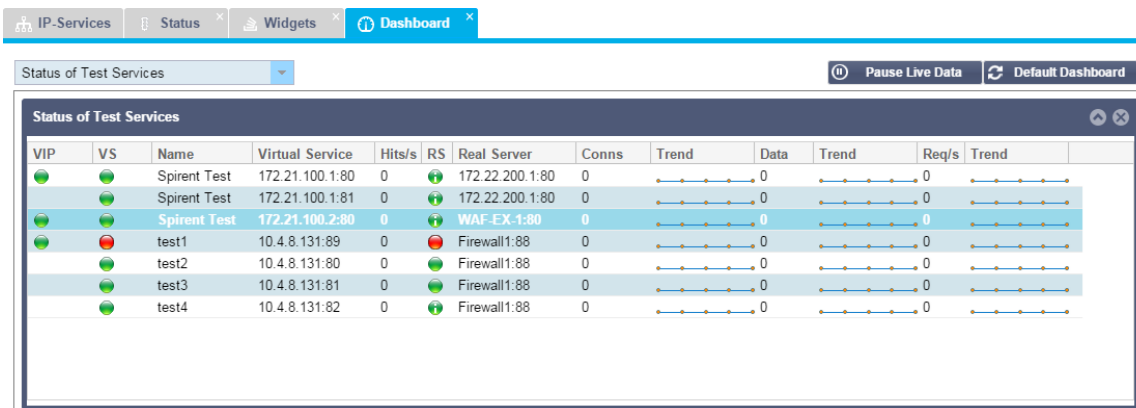 IP-Services Status Widgets Dashboard
Status of Test Services Pause Live Data Default Dashboard
Status of Test Services
VIP VS Name Virtual Service Hits/s RS Real Server Conns Trend Data Trend Req/s Trend
Spirent Test 172.21.100.1:80 0 172.22.200.1:80 0 0 0
Spirent Test 172.21.100.1:81 0 172.22.200.1:80 0 0 0
Spirent Test 172.21.100.2:80 0 WAF-EX-1:80 0 0 0
test1 10.4.8.131:89 0 Firewall1:88 0 0 0
test2 10.4.8.131:80 0 Firewall1:88 0 0 0
test3 10.4.8.131:81 0 Firewall1:88 0 0 0
test4 10.4.8.131:82 0 Firewall1:88 0 0 0